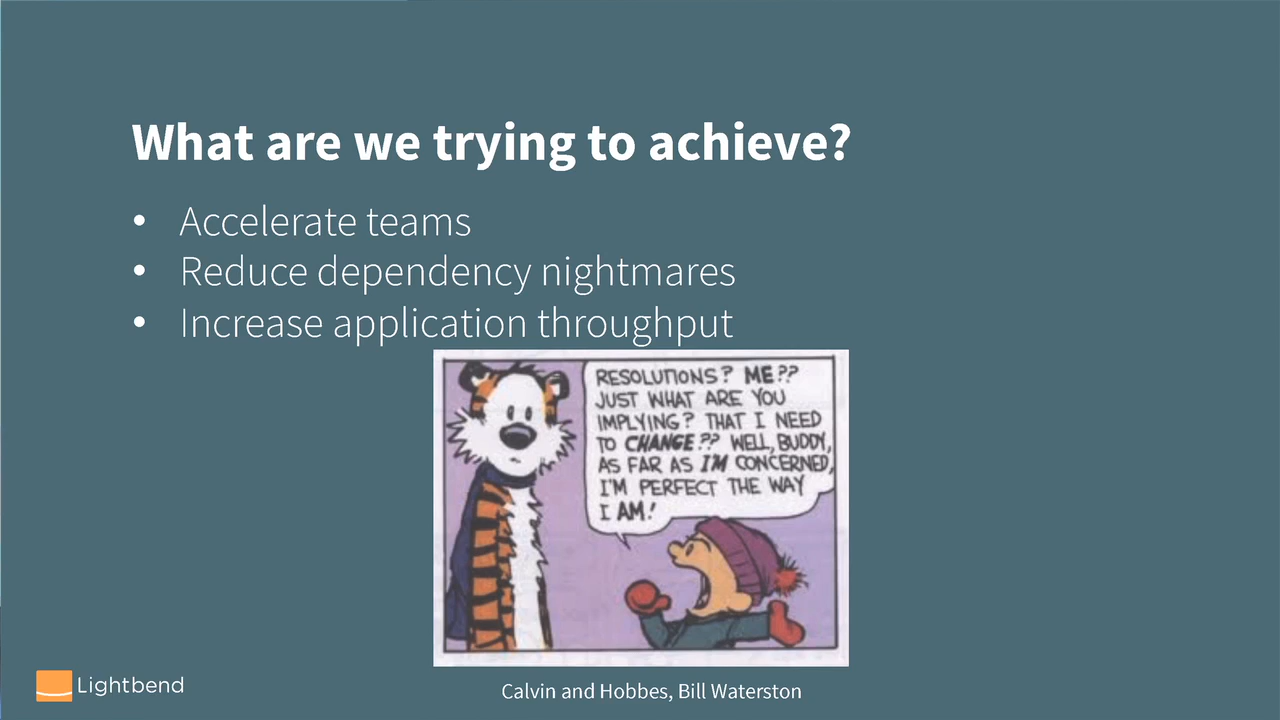 What are we trying to achieve?
• Accelerate teams
• Reduce dependency nightmares
• Increase application throughput
RESOLUTIONS? ME??
JUST WHAT ARE YOU
IMPLYING? THAT I NEED
TO CHANGE?? WELL, BUDDY,
AS FAR AS I'M CONCERNED,
I'M PERFECT THE WAY
I AM!
Lightbend
Calvin and Hobbes, Bill Waterston